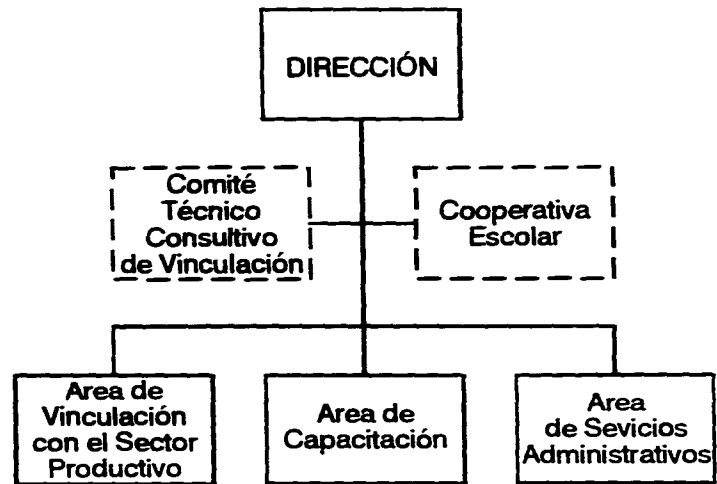 DIRECCIÓN
Comité
Técnico
Consultivo
de Vinculación
Cooperativa
Escolar
Area de
Vinculación
con el Sector
Productivo
Area de
Capacitación
Area
de Sevicios
Administrativos